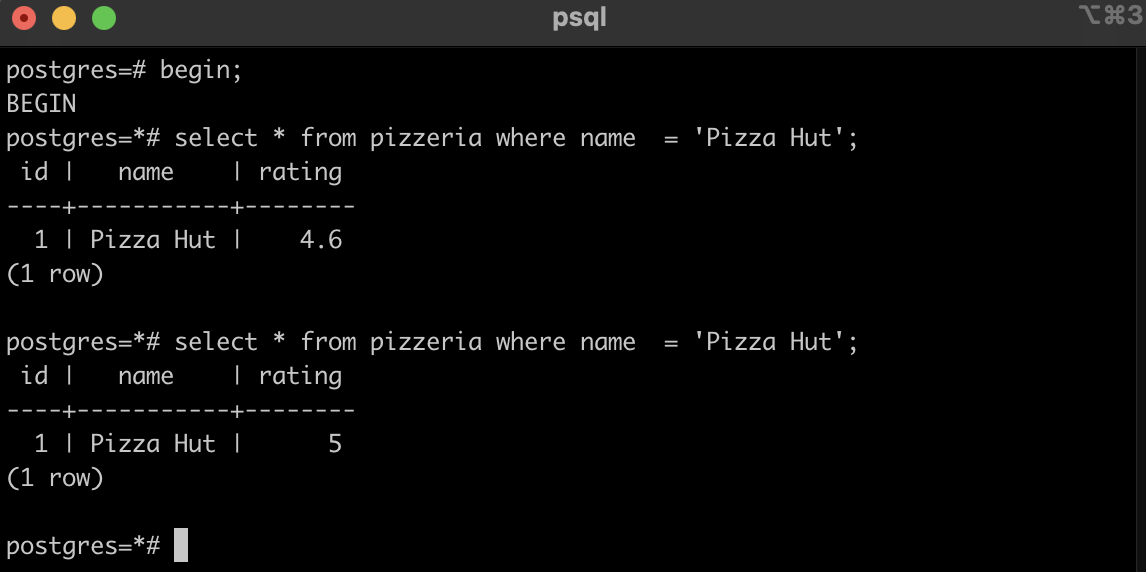 psql
⌥⌘3
postgres=# begin;
BEGIN
postgres=*# select * from pizzeria where name  = 'Pizza Hut';
 id |   name    | rating
----+-----------+--------
  1 | Pizza Hut |    4.6
(1 row)

postgres=*# select * from pizzeria where name  = 'Pizza Hut';
 id |   name    | rating
----+-----------+--------
  1 | Pizza Hut |      5
(1 row)

postgres=*#